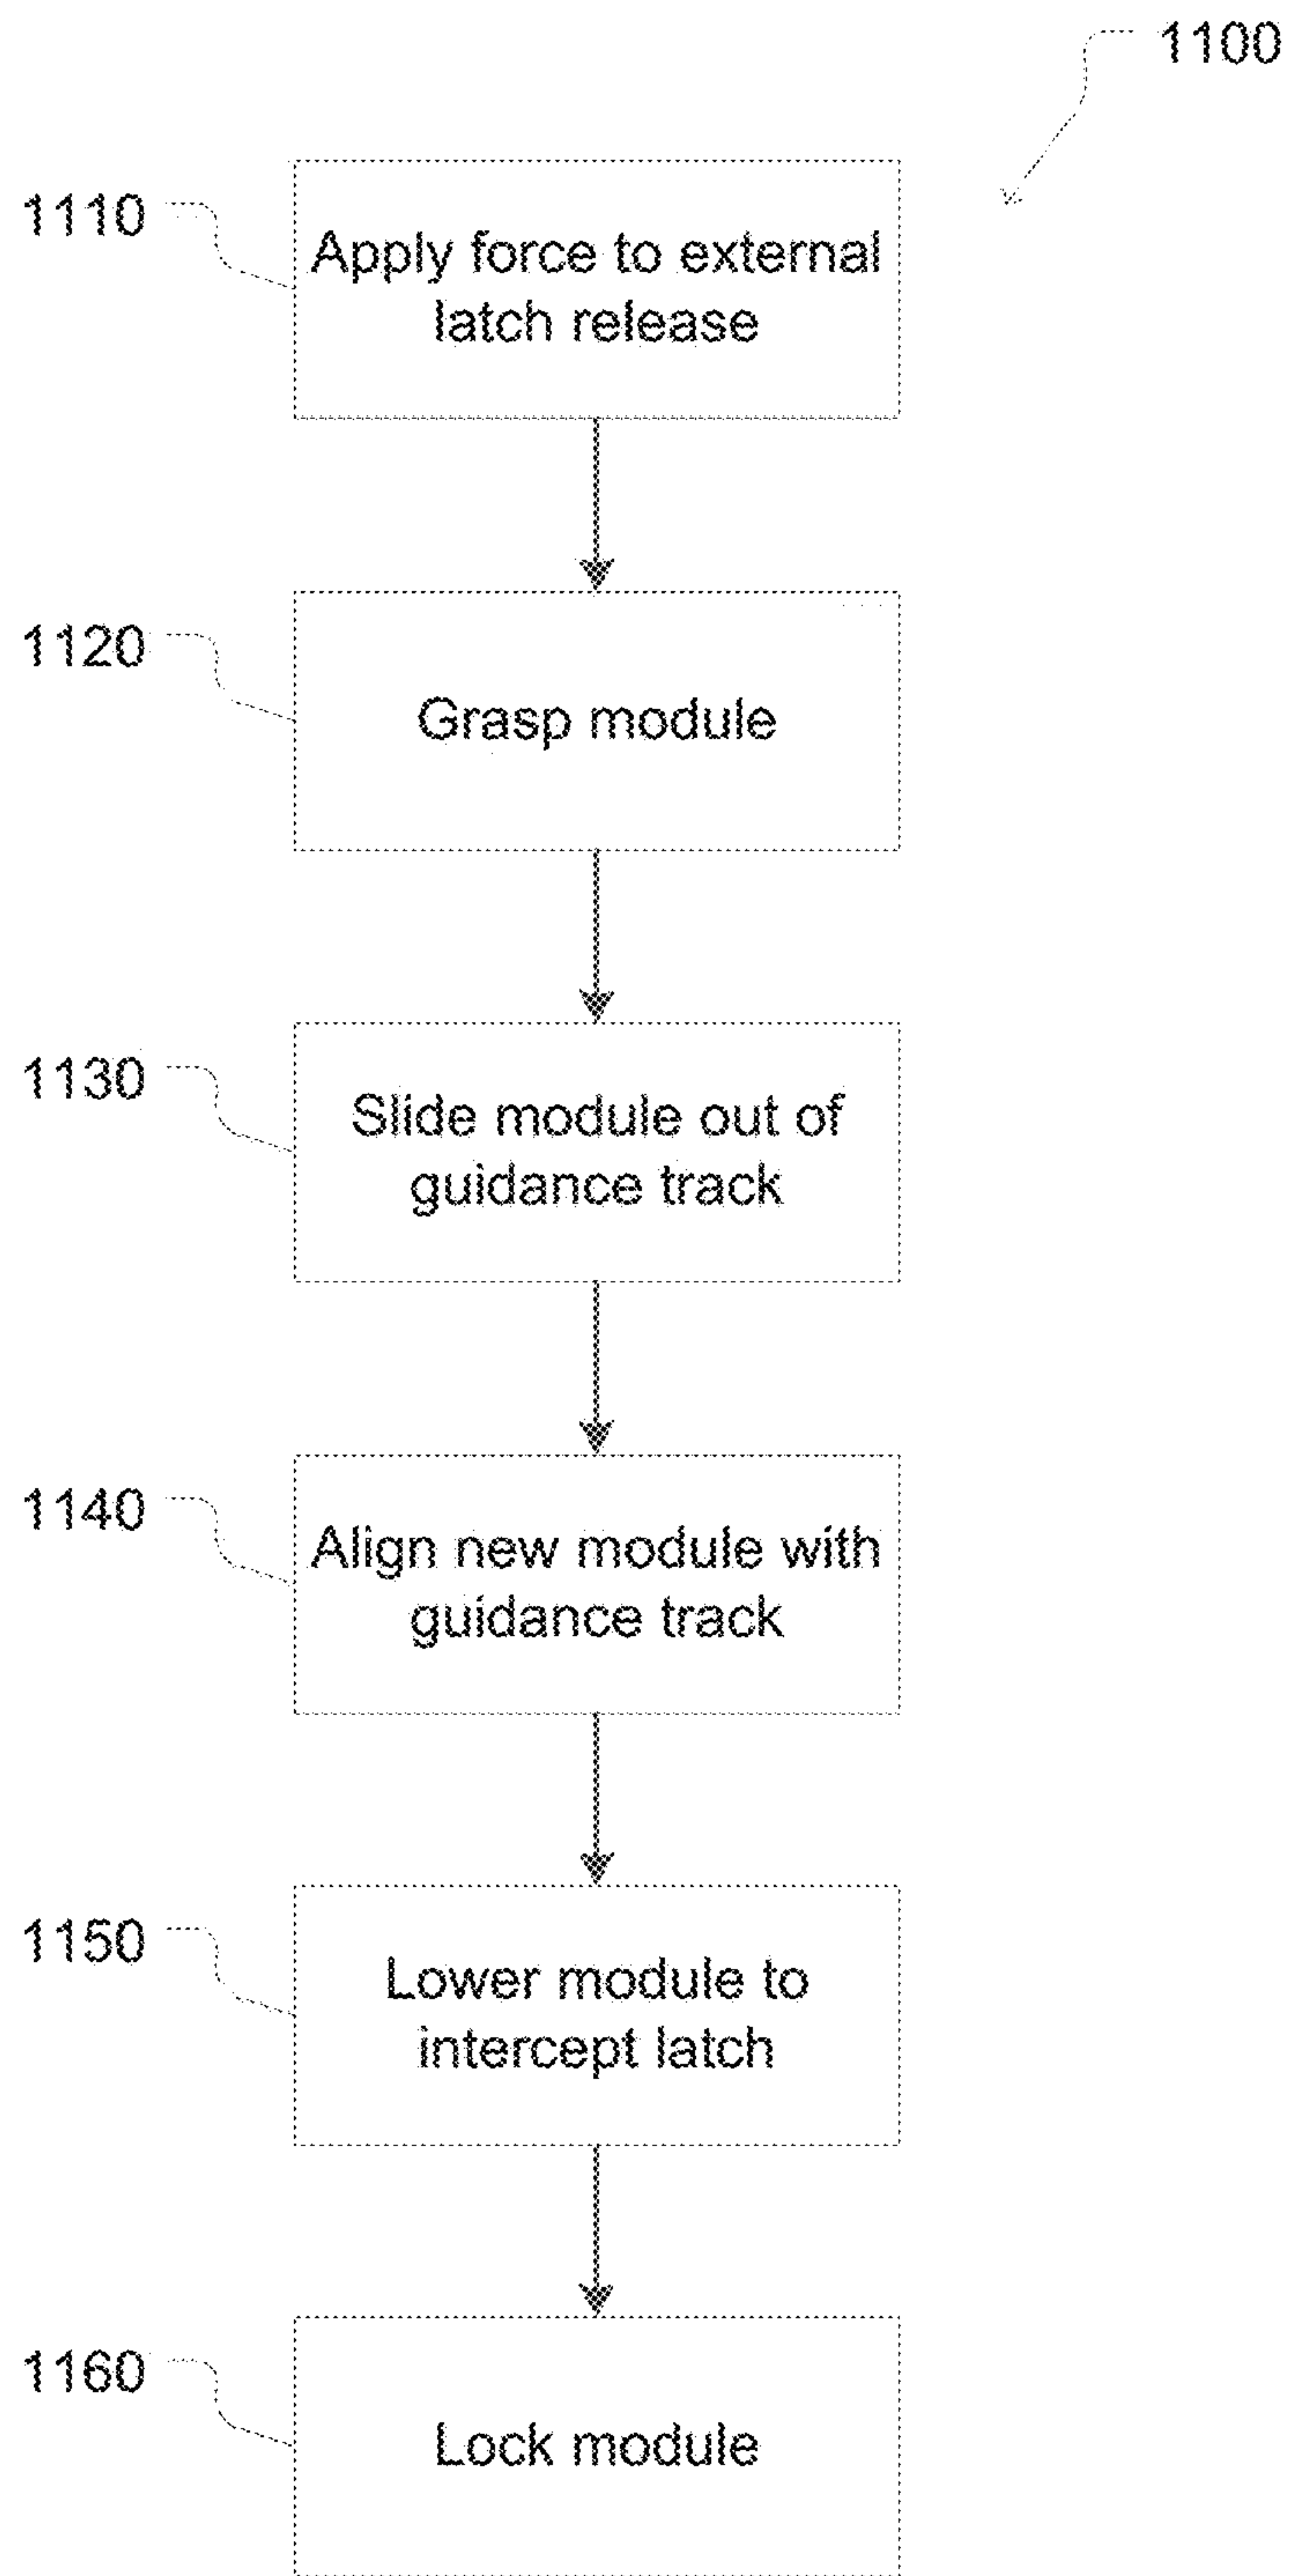 1100
1110
Apply force to external
latch release
1120
Grasp module
1130
Slide module out of
guidance track
1140
Align new module with
guidance track
1150
Lower module to
intercept latch
1160
Lock module